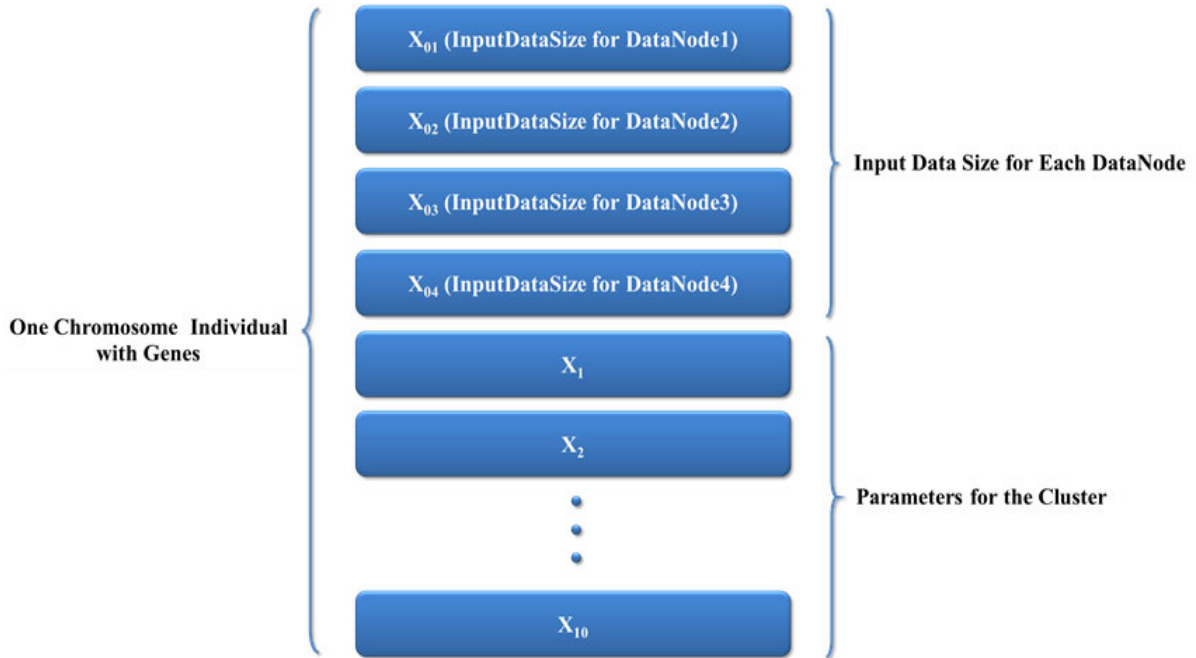 X01 (InputDataSize for DataNode1)
X02 (InputDataSize for DataNode2)
X03 (InputDataSize for DataNode3)
X04 (InputDataSize for DataNode4)
Input Data Size for Each DataNode
One Chromosome Individual
with Genes
X1
X2
Parameters for the Cluster
X10